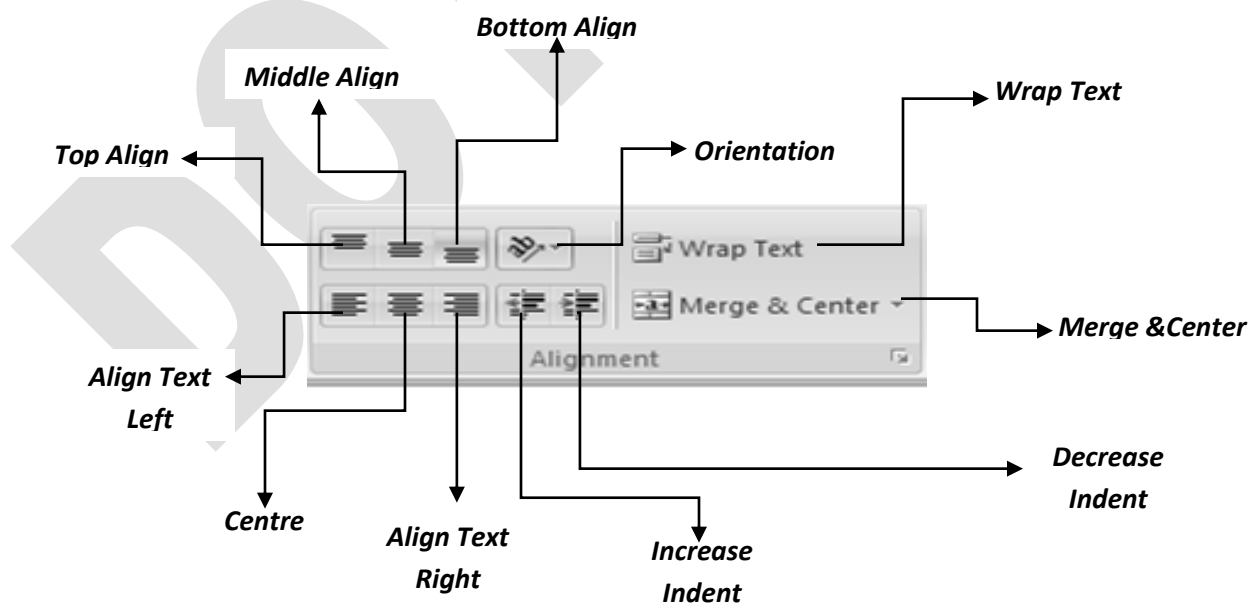 Bottom Align
Middle Align
Wrap Text
Top Align
Orientation
Wrap Text
Merge & Center
Merge &Center
Alignment
Align Text
Left
Decrease
Indent
Centre
Align Text
Right
Increase
Indent